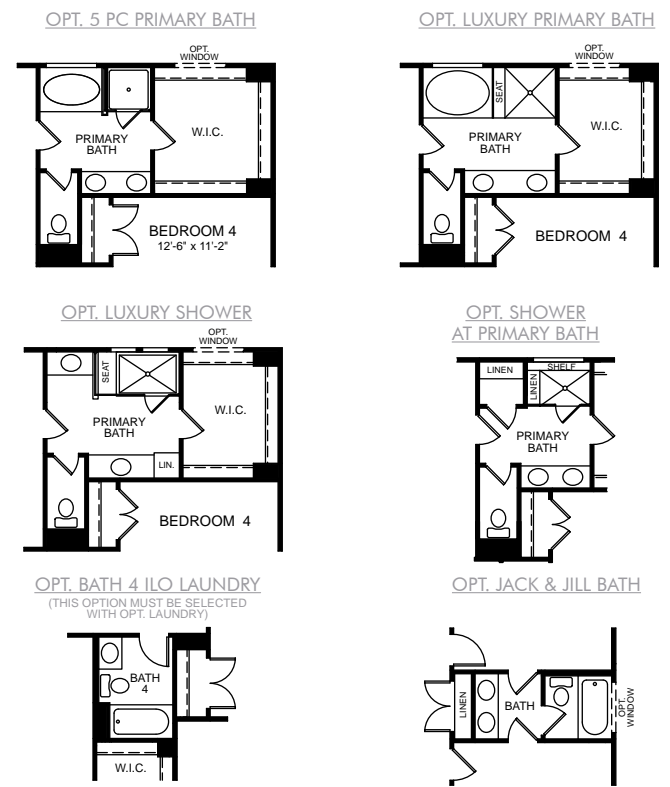 OPT. 5 PC PRIMARY BATH
OPT.
WINDOW
W.I.C.
PRIMARY
BATH
BEDROOM 4
12'-6" x 11'-2"
OPT. LUXURY PRIMARY BATH
OPT.
WINDOW
SEAT
W.I.C.
PRIMARY
BATH
BEDROOM 4
OPT. LUXURY SHOWER
OPT.
WINDOW
SEAT
W.I.C.
PRIMARY
BATH
LIN.
BEDROOM 4
OPT. SHOWER
AT PRIMARY BATH
LINEN
SHELF
LINEN
PRIMARY
BATH
OPT. BATH 4 ILO LAUNDRY
(THIS OPTION MUST BE SELECTED
WITH OPT. LAUNDRY)
BATH
4
W.I.C.
OPT. JACK & JILL BATH
LINEN
BATH
OPT.
WINDOW